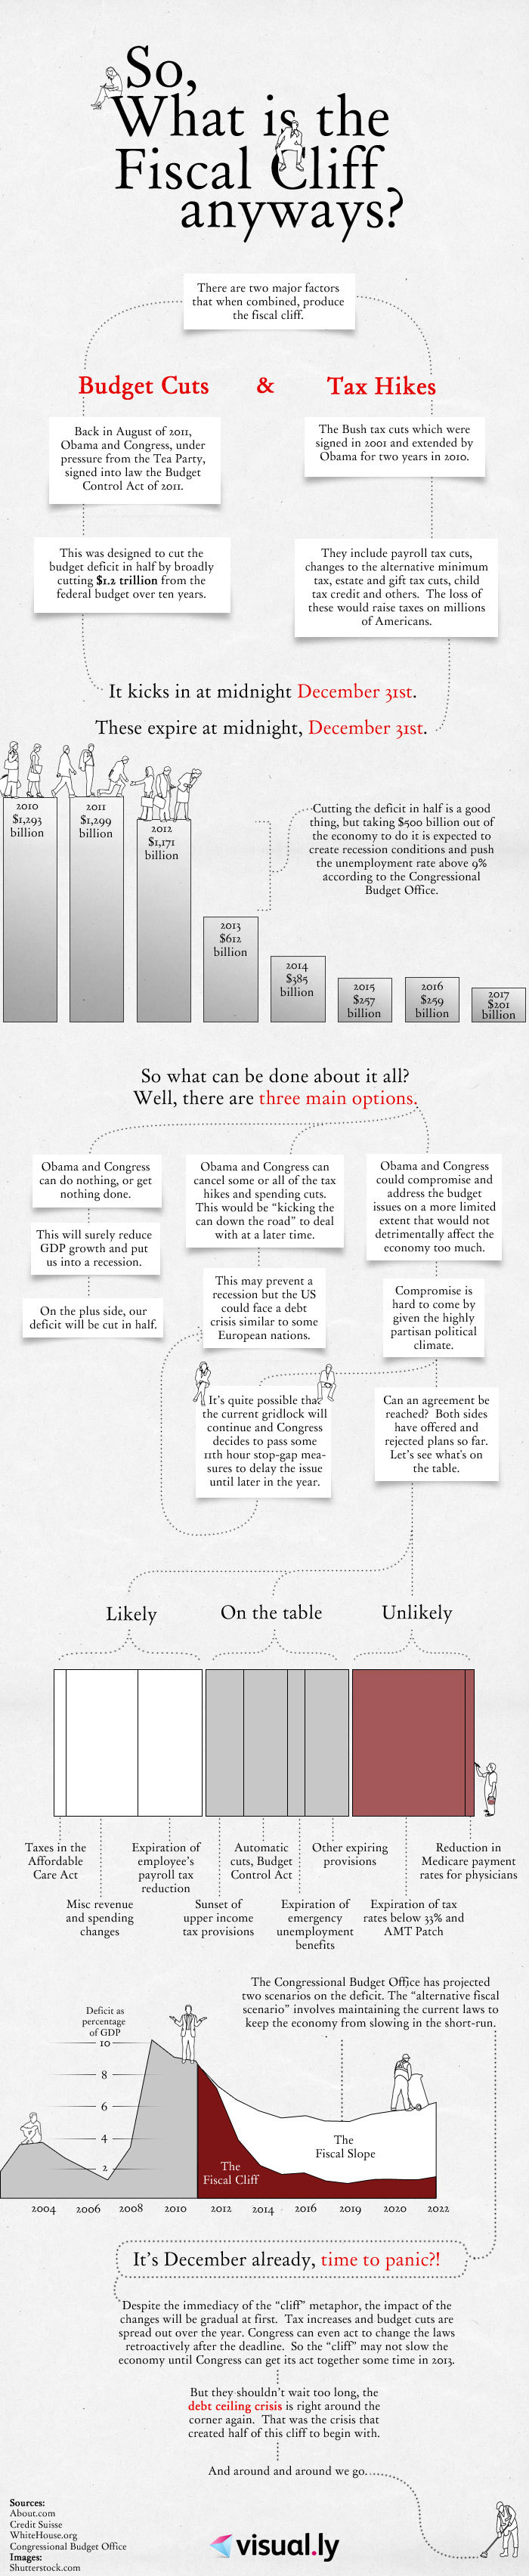 So,
What is the
Fiscal Cliff
anyways?
There are two major factors
that when combined, produce
the fiscal cliff.
Budget Cuts
&
Tax Hikes
Back in August of 2011,
Obama and Congress, under
pressure from the Tea Party,
signed into law the Budget
Control Act of 2011.
The Bush tax cuts which were
signed in 2001 and extended by
Obama for two years in 2010.
This was designed to cut the
budget deficit in half by broadly
cutting $1.2 trillion from the
federal budget over ten years.
They include payroll tax cuts,
changes to the alternative minimum
tax, estate and gift tax cuts, child
tax credit and others. The loss of
these would raise taxes on millions
of Americans.
It kicks in at midnight December 31st.
These expire at midnight, December 31st.
2010
$1,293
billion
2011
$1,299
billion
2012
$1,171
billion
2013
$612
billion
2014
$385
billion
2015
$257
billion
2016
$259
billion
2017
$201
billion
Cutting the deficit in half is a good
thing, but taking $500 billion out of
the economy to do it is expected to
create recession conditions and push
the unemployment rate above 9%
according to the Congressional
Budget Office.
So what can be done about it all?
Well, there are three main options.
Obama and Congress
can do nothing, or get
nothing done.
This will surely reduce
GDP growth and put
us into a recession.
On the plus side, our
deficit will be cut in half.
Obama and Congress can
cancel some or all of the tax
hikes and spending cuts.
This would be "kicking the
can down the road" to deal
with at a later time.
This may prevent a
recession but the US
could face a debt
crisis similar to some
European nations.
It's quite possible that
the current gridlock will
continue and Congress
decides to pass some
11th hour stop-gap mea-
sures to delay the issue
until later in the year.
Obama and Congress
could compromise and
address the budget
issues on a more limited
extent that would not
detrimentally affect the
economy too much.
Compromise is
hard to come by
given the highly
partisan political
climate.
Can an agreement be
reached? Both sides
have offered and
rejected plans so far.
Let's see what's on
the table.
Likely
On the table
Unlikely
Taxes in the
Affordable
Care Act
Misc revenue
and spending
changes
Expiration of
employee's
payroll tax
reduction
Sunset of
upper income
tax provisions
Automatic
cuts, Budget
Control Act
Expiration of
emergency
unemployment
benefits
Other expiring
provisions
Expiration of tax
rates below 33% and
AMT Patch
Reduction in
Medicare payment
rates for physicians
The Congressional Budget Office has projected
two scenarios on the deficit. The "alternative fiscal
scenario" involves maintaining the current laws to
keep the economy from slowing in the short-run.
Deficit as
percentage
of GDP
10
8
6
4
2
The
Fiscal Slope
The
Fiscal Cliff
2004
2006
2008
2010
2012
2014
2016
2019
2020
2022
It's December already, time to panic?!
Despite the immediacy of the "cliff" metaphor, the impact of the
changes will be gradual at first. Tax increases and budget cuts are
spread out over the year. Congress can even act to change the laws
retroactively after the deadline. So the "cliff" may not slow the
economy until Congress can get its act together some time in 2013.
But they shouldn't wait too long, the
debt ceiling crisis is right around the
corner again. That was the crisis that
created half of this cliff to begin with.
And around and around we go.
Sources:
About.com
Credit Suisse
WhiteHouse.org
Congressional Budget Office
Images:
Shutterstock.com
visual.ly